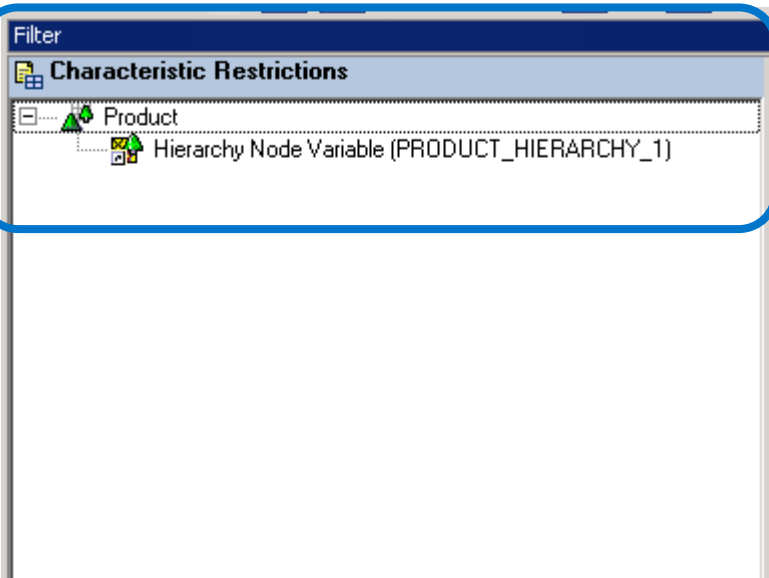 Filter
Characteristic Restrictions
Product
Hierarchy Node Variable (PRODUCT_HIERARCHY_1)